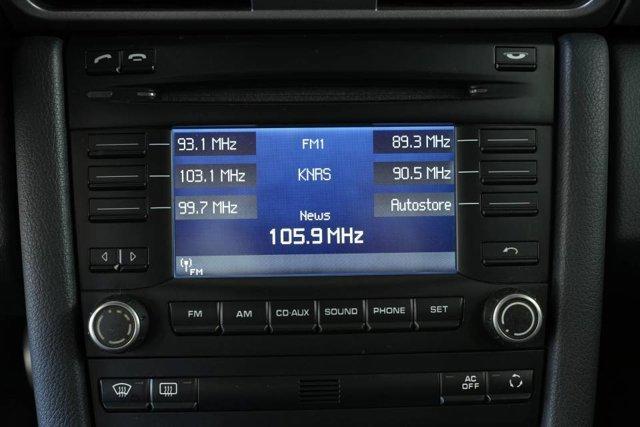 93.1 MHz FM1 89.3 MHz
103.1 MHz KNRS 90.5 MHz
99.7 MHz News Autostore
105.9 MHz
FM
FM AM CD·AUX SOUND PHONE SET
AC
OFF